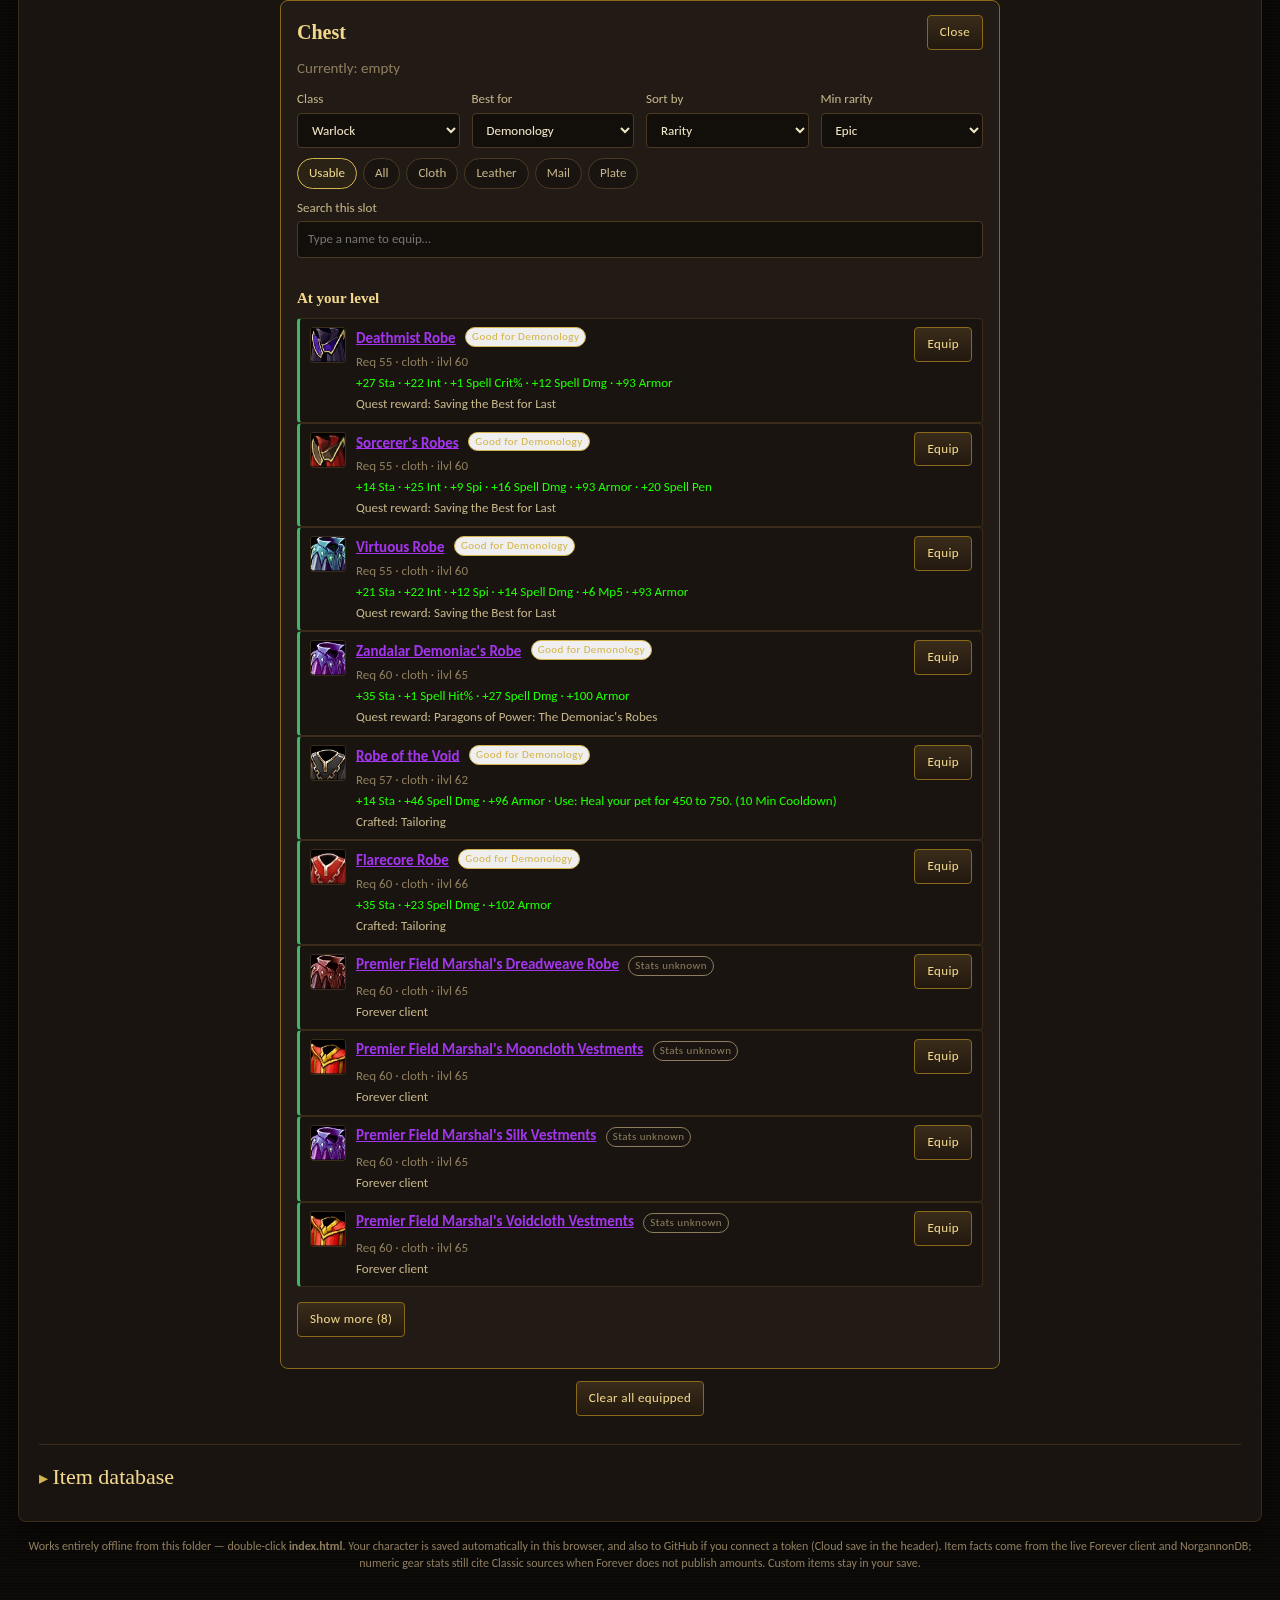 Chest
Close
Currently: empty
Class
Best for
Sort by
Min rarity
Warlock
Demonology
Rarity
Epic
Usable
All
Cloth
Leather
Mail
Plate
Search this slot
Type a name to equip...
At your level
Deathmist Robe Good for Demonology
Equip
Req 55 · cloth · ilvl 60
+27 Sta · +22 Int · +1 Spell Crit% · +12 Spell Dmg · +93 Armor
Quest reward: Saving the Best for Last
Sorcerer's Robes Good for Demonology
Equip
Req 55 · cloth · ilvl 60
+14 Sta · +25 Int · +9 Spi · +16 Spell Dmg · +93 Armor · +20 Spell Pen
Quest reward: Saving the Best for Last
Virtuous Robe Good for Demonology
Equip
Req 55 · cloth · ilvl 60
+21 Sta · +22 Int · +12 Spi · +14 Spell Dmg · +6 Mp5 · +93 Armor
Quest reward: Saving the Best for Last
Zandalar Demoniac's Robe Good for Demonology
Equip
Req 60 · cloth · ilvl 65
+35 Sta · +1 Spell Hit% · +27 Spell Dmg · +100 Armor
Quest reward: Paragons of Power: The Demoniac's Robes
Robe of the Void Good for Demonology
Equip
Req 57 · cloth · ilvl 62
+14 Sta · +46 Spell Dmg · +96 Armor · Use: Heal your pet for 450 to 750. (10 Min Cooldown)
Crafted: Tailoring
Flarecore Robe Good for Demonology
Equip
Req 60 · cloth · ilvl 66
+35 Sta · +23 Spell Dmg · +102 Armor
Crafted: Tailoring
Premier Field Marshal's Dreadweave Robe Stats unknown
Equip
Req 60 · cloth · ilvl 65
Forever client
Premier Field Marshal's Mooncloth Vestments Stats unknown
Equip
Req 60 · cloth · ilvl 65
Forever client
Premier Field Marshal's Silk Vestments Stats unknown
Equip
Req 60 · cloth · ilvl 65
Forever client
Premier Field Marshal's Voidcloth Vestments Stats unknown
Equip
Req 60 · cloth · ilvl 65
Forever client
Show more (8)
Clear all equipped
▸ Item database
Works entirely offline from this folder — double-click index.html. Your character is saved automatically in this browser, and also to GitHub if you connect a token (Cloud save in the header). Item facts come from the live Forever client and NorgannonDB;
numeric gear stats still cite Classic sources when Forever does not publish amounts. Custom items stay in your save.